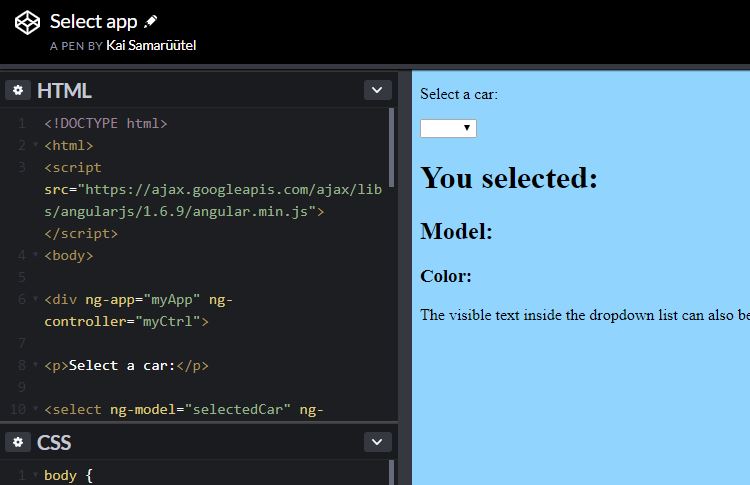 Select app
A PEN BY Kai Samarüütel
HTML
1 <!DOCTYPE html>
2 <html>
3 <script
src="https://ajax.googleapis.com/ajax/lib
s/angularjs/1.6.9/angular.min.js">
</script>
4 <body>
5
6 <div ng-app="myApp" ng-
controller="myCtrl">
7
8 <p>Select a car:</p>
9
10 <select ng-model="selectedCar" ng-
CSS
1 body {
Select a car:
You selected:
Model:
Color:
The visible text inside the dropdown list can also be